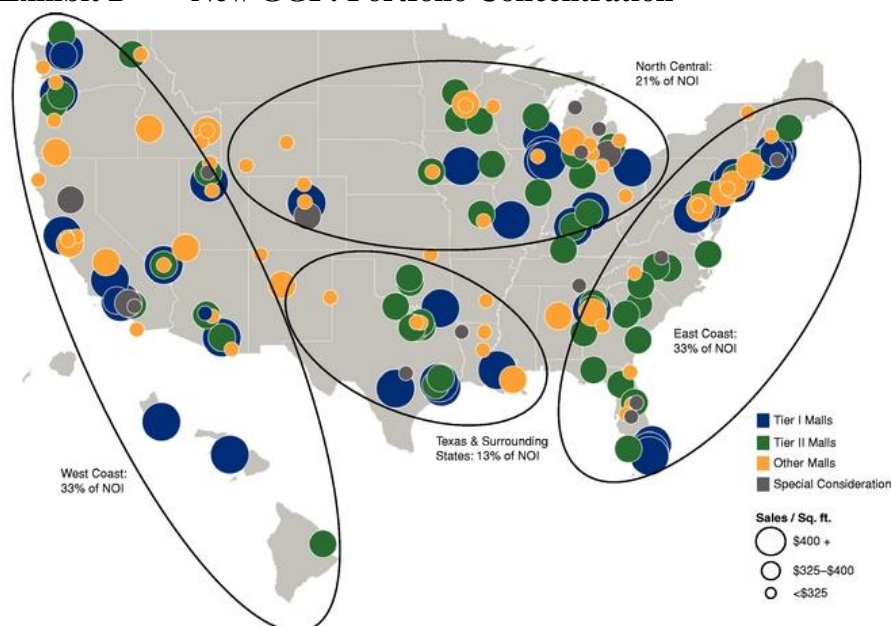 Exhibit 2 New GGP: Portfolio Concentration
North Central:
21% of NOI
East Coast:
33% of NOI
Texas & Surrounding
States: 13% of NOI
West Coast:
33% of NOI
Tier I Malls
Tier II Malls
Other Malls
Special Consideration
Sales / Sq. ft.
$400 +
$325–$400
<$325